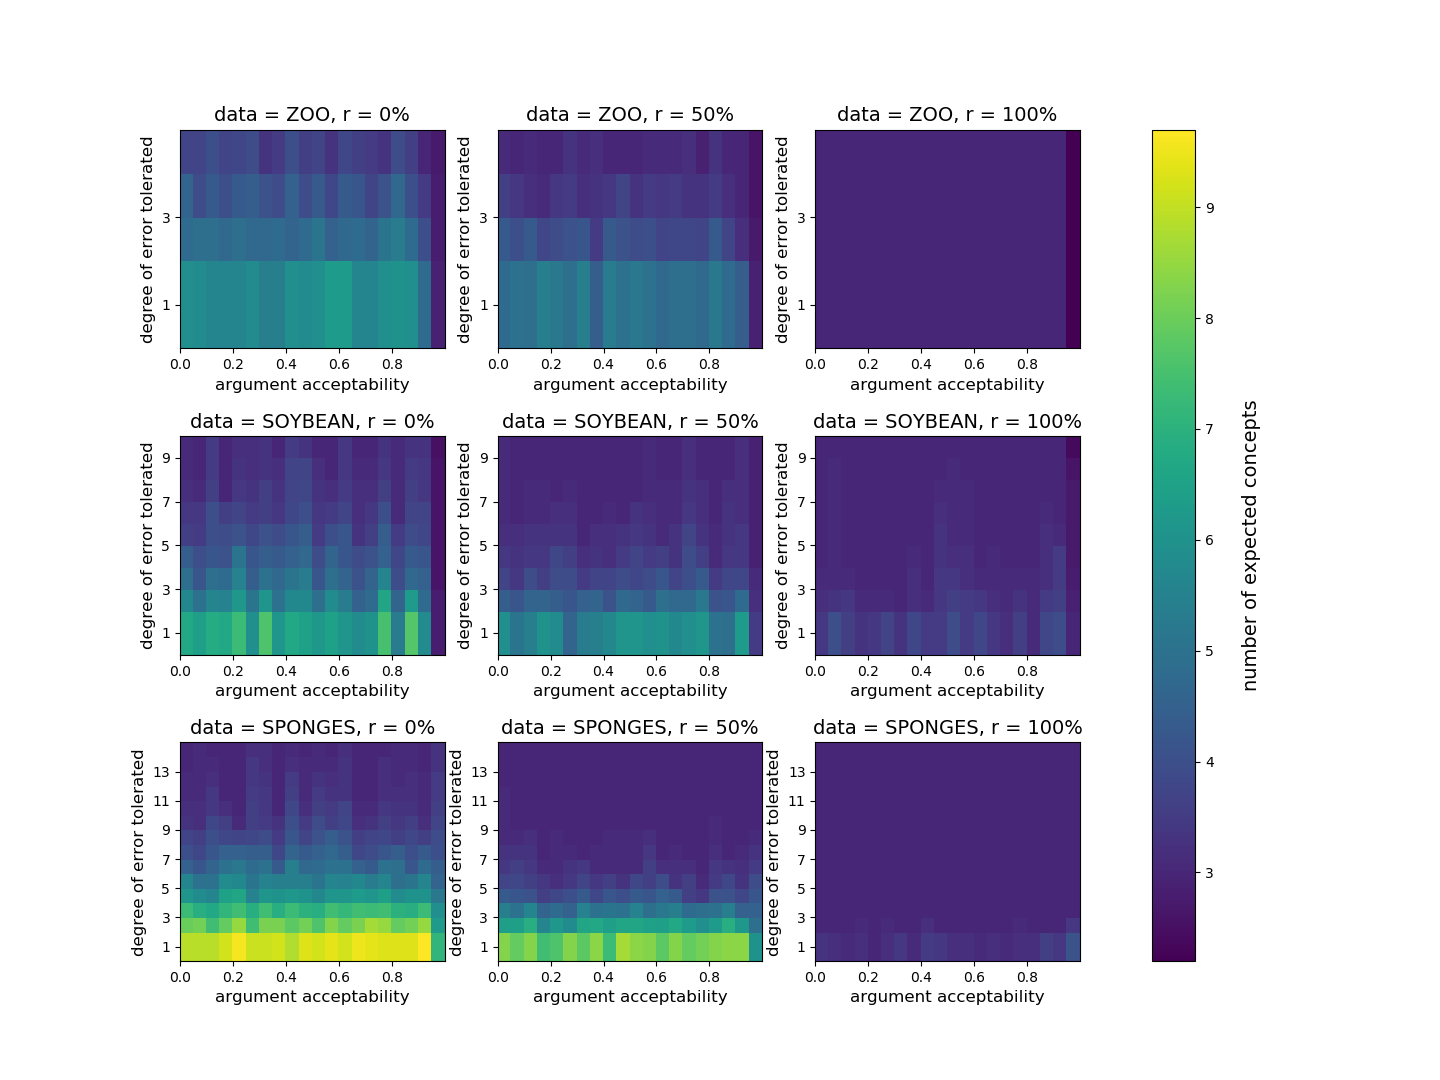 data = ZOO, r = 0%
data = ZOO, r = 50%
data = ZOO, r = 100%
degree of error tolerated
3
1
0.0 0.2 0.4 0.6 0.8
argument acceptability
degree of error tolerated
3
1
0.0 0.2 0.4 0.6 0.8
argument acceptability
degree of error tolerated
3
1
0.0 0.2 0.4 0.6 0.8
argument acceptability
data = SOYBEAN, r = 0%
data = SOYBEAN, r = 50%
data = SOYBEAN, r = 100%
degree of error tolerated
9
7
5
3
1
0.0 0.2 0.4 0.6 0.8
argument acceptability
degree of error tolerated
9
7
5
3
1
0.0 0.2 0.4 0.6 0.8
argument acceptability
degree of error tolerated
9
7
5
3
1
0.0 0.2 0.4 0.6 0.8
argument acceptability
data = SPONGES, r = 0%
data = SPONGES, r = 50%
data = SPONGES, r = 100%
degree of error tolerated
13
11
9
7
5
3
1
0.0 0.2 0.4 0.6 0.8
argument acceptability
degree of error tolerated
13
11
9
7
5
3
1
0.0 0.2 0.4 0.6 0.8
argument acceptability
degree of error tolerated
13
11
9
7
5
3
1
0.0 0.2 0.4 0.6 0.8
argument acceptability
9
8
7
6
5
4
3
number of expected concepts